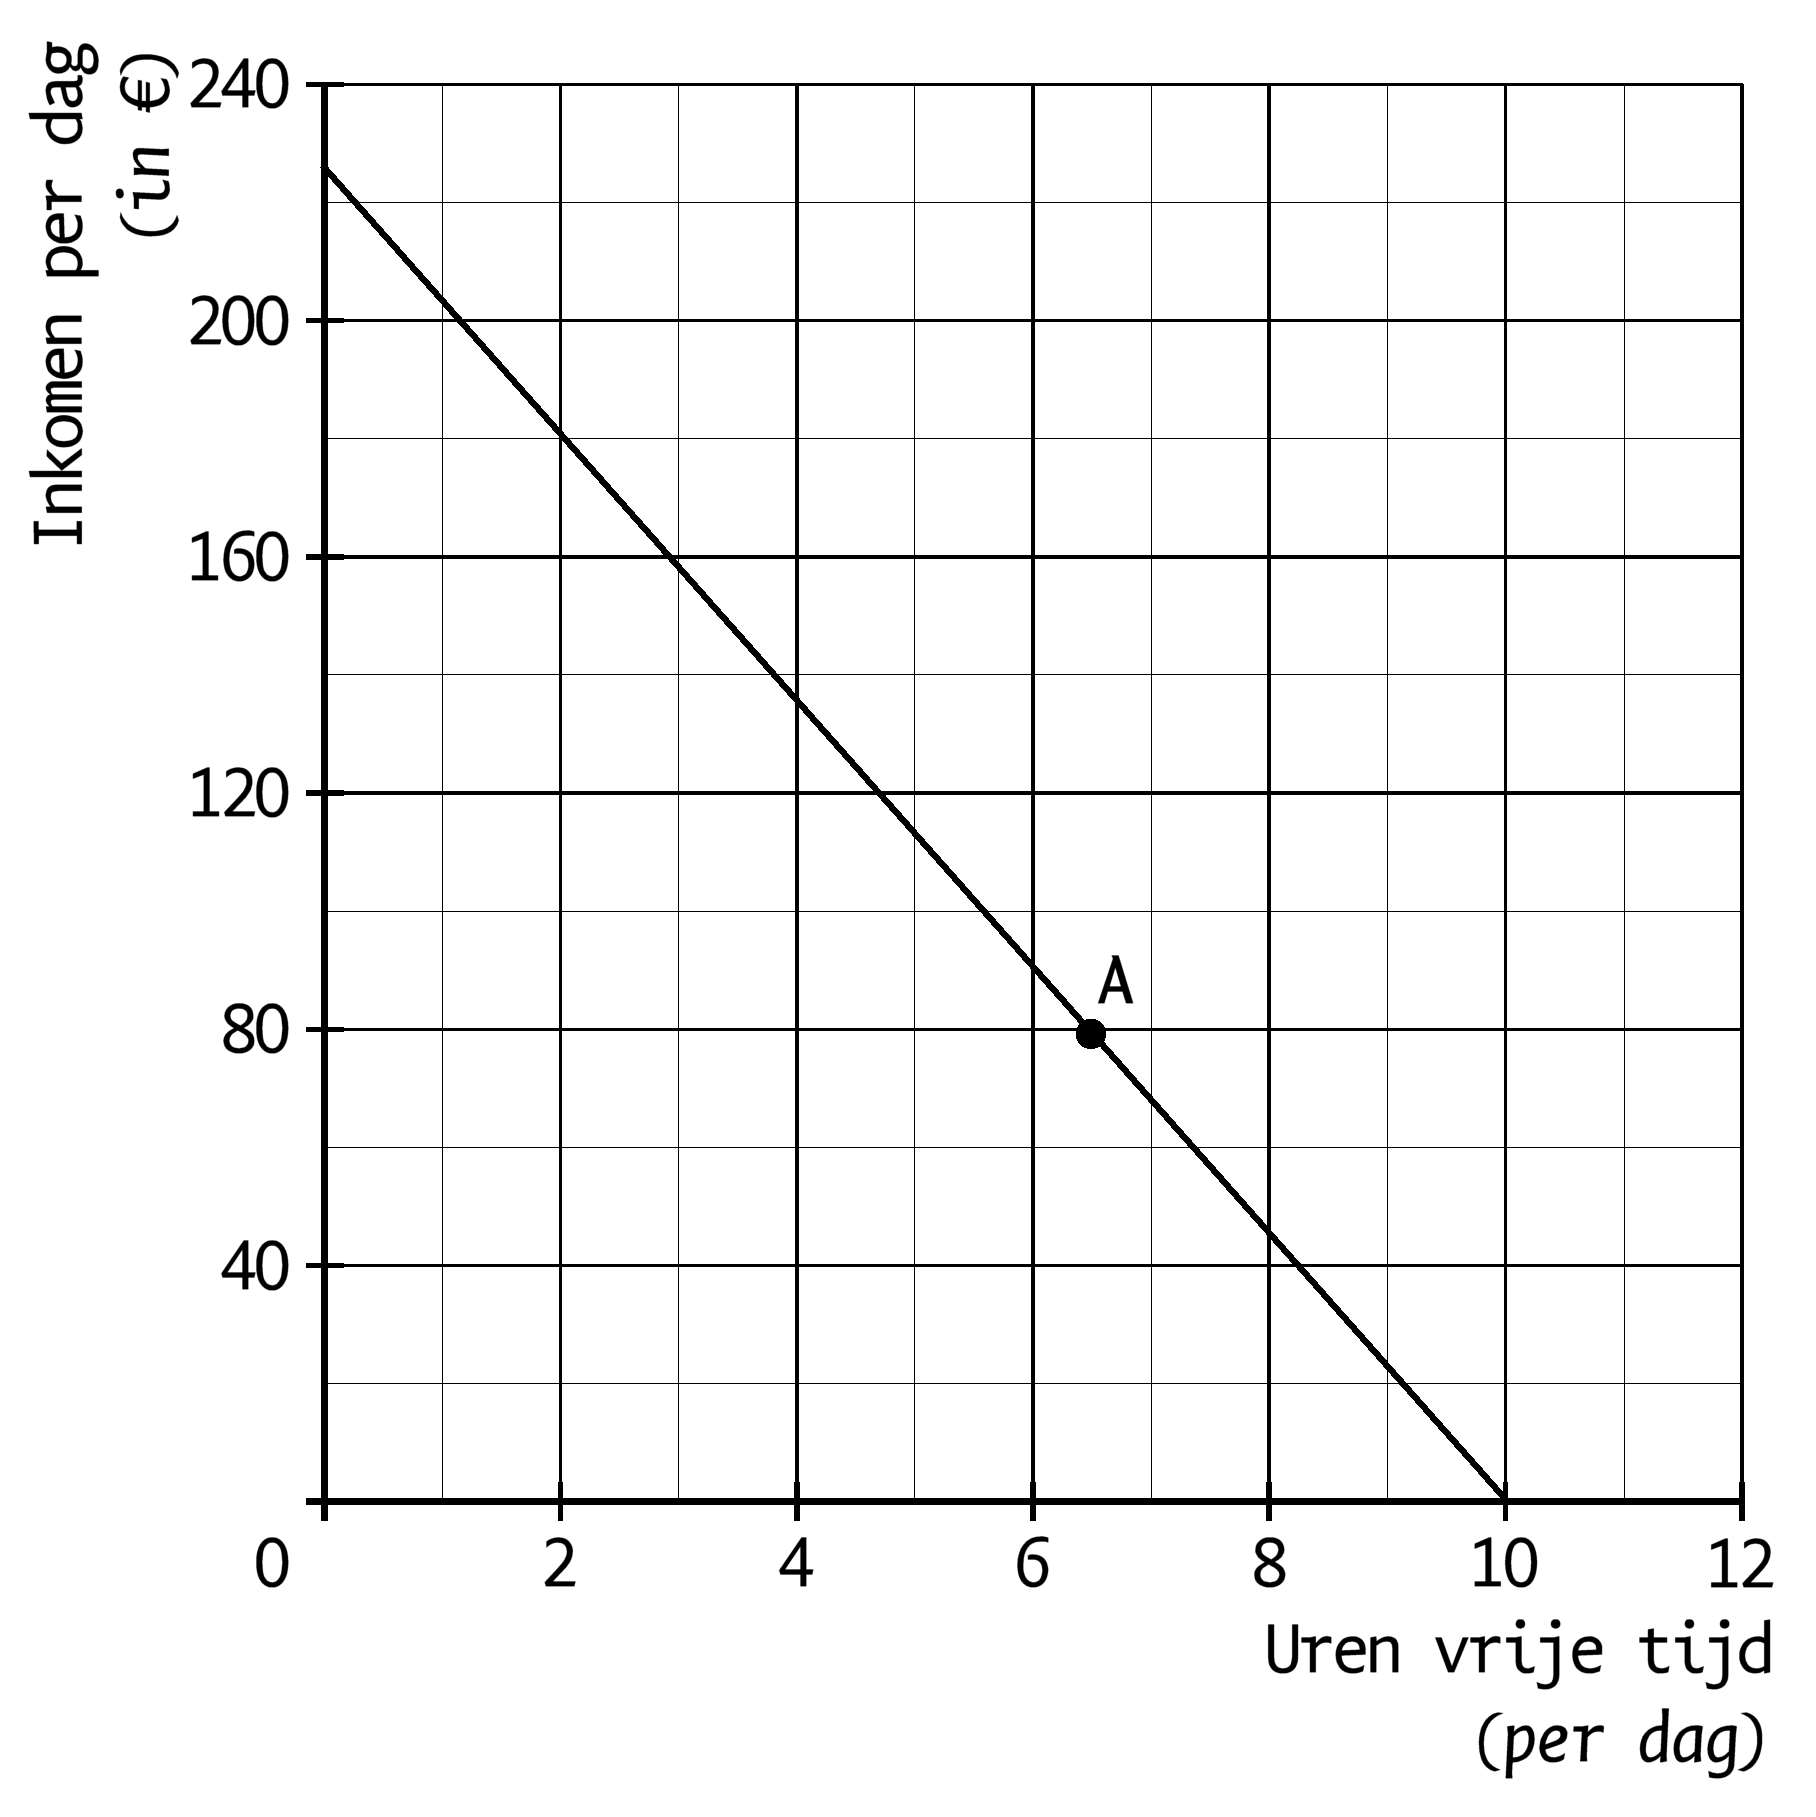 Inkomen per dag
(in €)
240
200
160
120
80
40
A
0 2 4 6 8 10 12
Uren vrije tijd
(per dag)